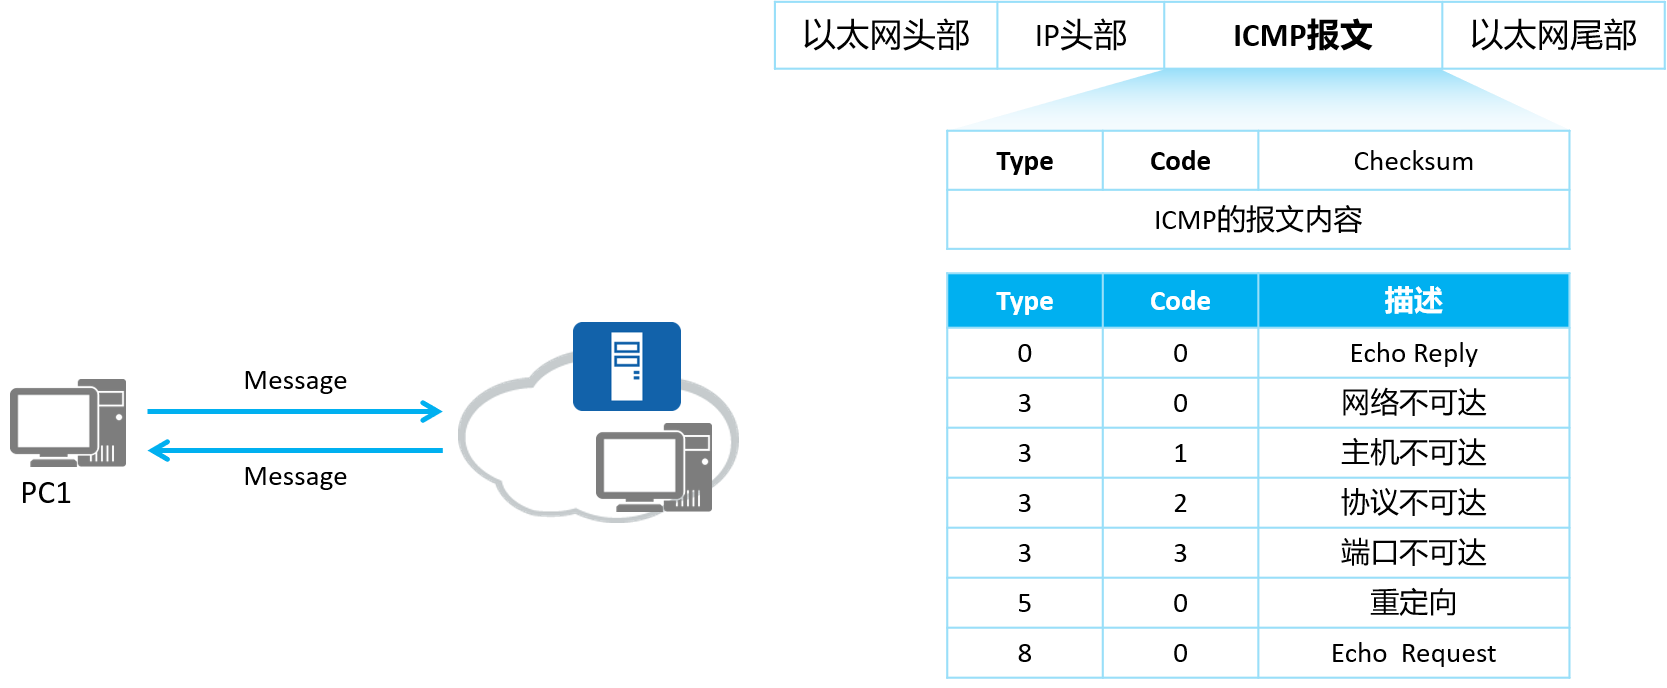 以太网头部 IP头部 ICMP报文 以太网尾部
Type Code Checksum
ICMP的报文内容
Type Code 描述
0 0 Echo Reply
3 0 网络不可达
3 1 主机不可达
3 2 协议不可达
3 3 端口不可达
5 0 重定向
8 0 Echo Request
Message
Message
PC1